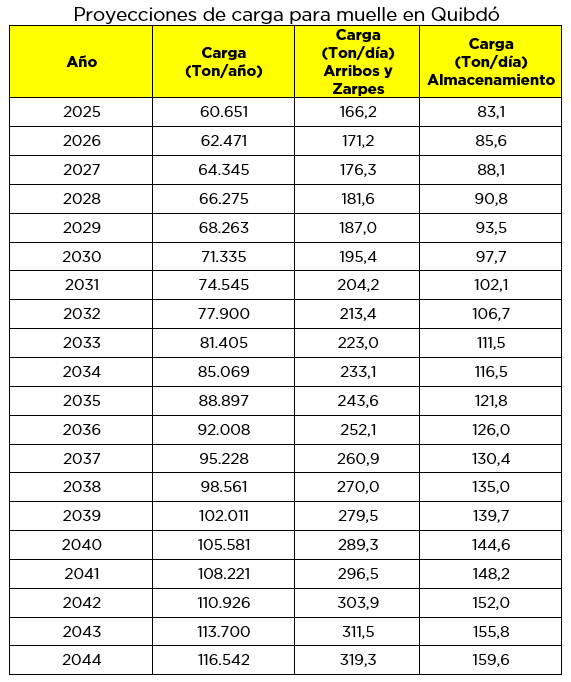 Proyecciones de carga para muelle en Quibdó
Año
Carga
(Ton/año)
Carga
(Ton/día)
Arribos y
Zarpes
Carga
(Ton/día)
Almacenamiento
2025 60.651 166,2 83,1
2026 62.471 171,2 85,6
2027 64.345 176,3 88,1
2028 66.275 181,6 90,8
2029 68.263 187,0 93,5
2030 71.335 195,4 97,7
2031 74.545 204,2 102,1
2032 77.900 213,4 106,7
2033 81.405 223,0 111,5
2034 85.069 233,1 116,5
2035 88.897 243,6 121,8
2036 92.008 252,1 126,0
2037 95.228 260,9 130,4
2038 98.561 270,0 135,0
2039 102.011 279,5 139,7
2040 105.581 289,3 144,6
2041 108.221 296,5 148,2
2042 110.926 303,9 152,0
2043 113.700 311,5 155,8
2044 116.542 319,3 159,6